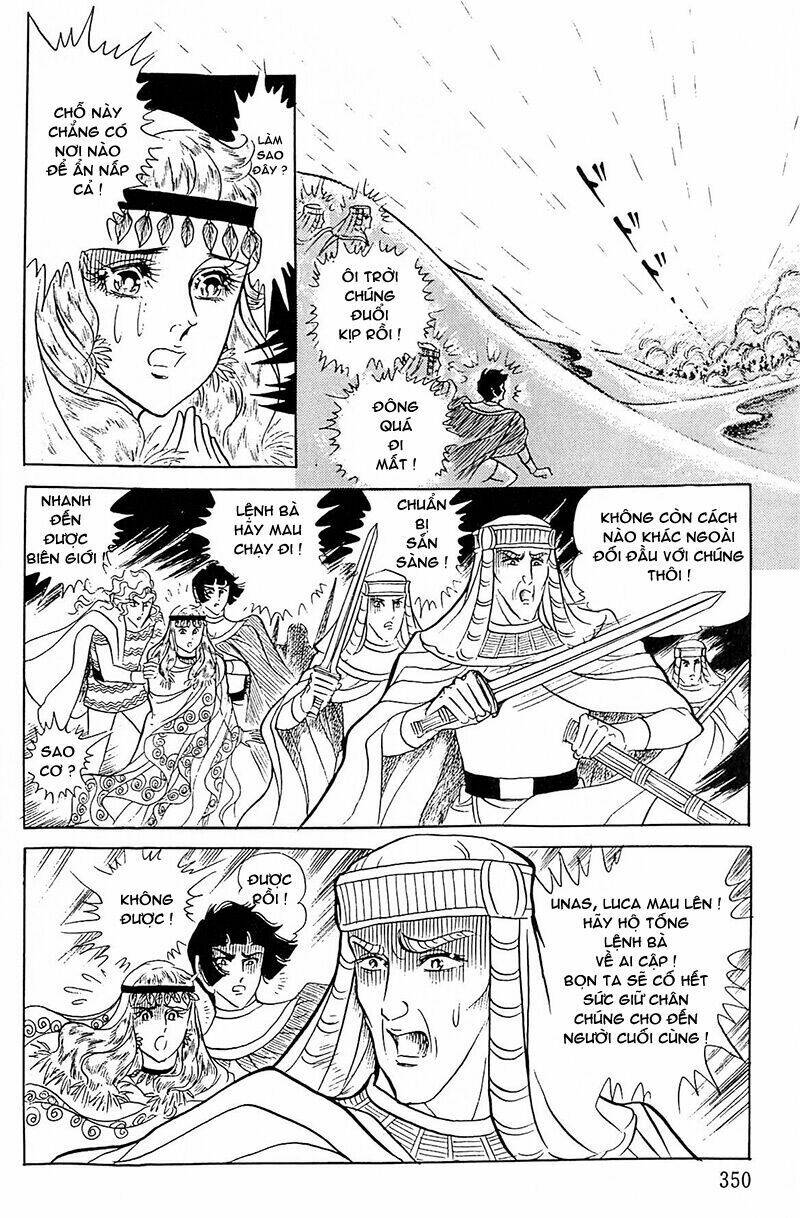 CHỖ NÀY
CHẲNG CÓ
NƠI NÀO
ĐỂ ẨN NẤP
CẢ !
LÀM
SAO
ĐÂY ?
ドド
ドド
ÔI TRỜI
CHÚNG
ĐUỔI
KỊP RỒI !
ĐÔNG
QUÁ
ĐI
MẤT !
NHANH
ĐẾN
ĐƯỢC
BIÊN GIỚI
LỆNH BÀ
HÃY MAU
CHẠY ĐI !
CHUẨN
BỊ
SẴN
SÀNG !
KHÔNG CÒN CÁCH
NÀO KHÁC NGOÀI
ĐỐI ĐẦU VỚI CHÚNG
THÔI !
SAO
CƠ ?
KHÔNG
ĐƯỢC !
ĐƯỢC
RỒI !
UNAS, LUCA MAU LÊN !
HÃY HỘ TỐNG
LỆNH BÀ
VỀ AI CẬP !
BỌN TA SẼ CỐ HẾT
SỨC GIỮ CHÂN
CHÚNG CHO ĐẾN
NGƯỜI CUỐI CÙNG !
350